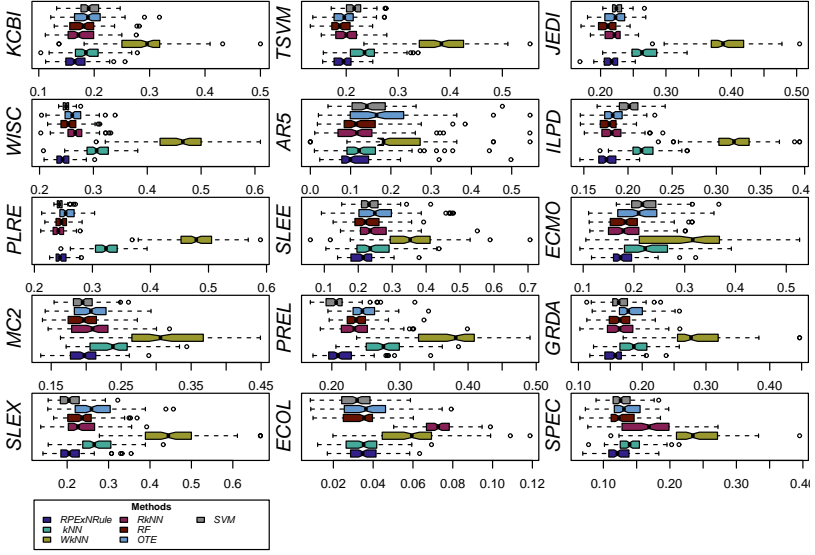 KCBI
0.1 0.2 0.3 0.4 0.5
TSVM
0.2 0.3 0.4 0.5
JEDI
0.20 0.30 0.40 0.50
WISC
0.2 0.3 0.4 0.5 0.6
AR5
0.0 0.1 0.2 0.3 0.4 0.5
ILPD
0.15 0.20 0.25 0.30 0.35 0.4
PLRE
0.2 0.3 0.4 0.5 0.6
SLEE
0.1 0.2 0.3 0.4 0.5 0.6 0.7
ECMO
0.1 0.2 0.3 0.4 0.5
MC2
0.15 0.25 0.35 0.45
PREL
0.20 0.30 0.40 0.50
GRDA
0.10 0.20 0.30 0.40
SLEX
0.2 0.3 0.4 0.5 0.6
ECOL
0.02 0.04 0.06 0.08 0.10 0.12
SPEC
0.10 0.20 0.30 0.40
Methods
RPExNRule RkNN SVM
kNN RF
WkNN OTE